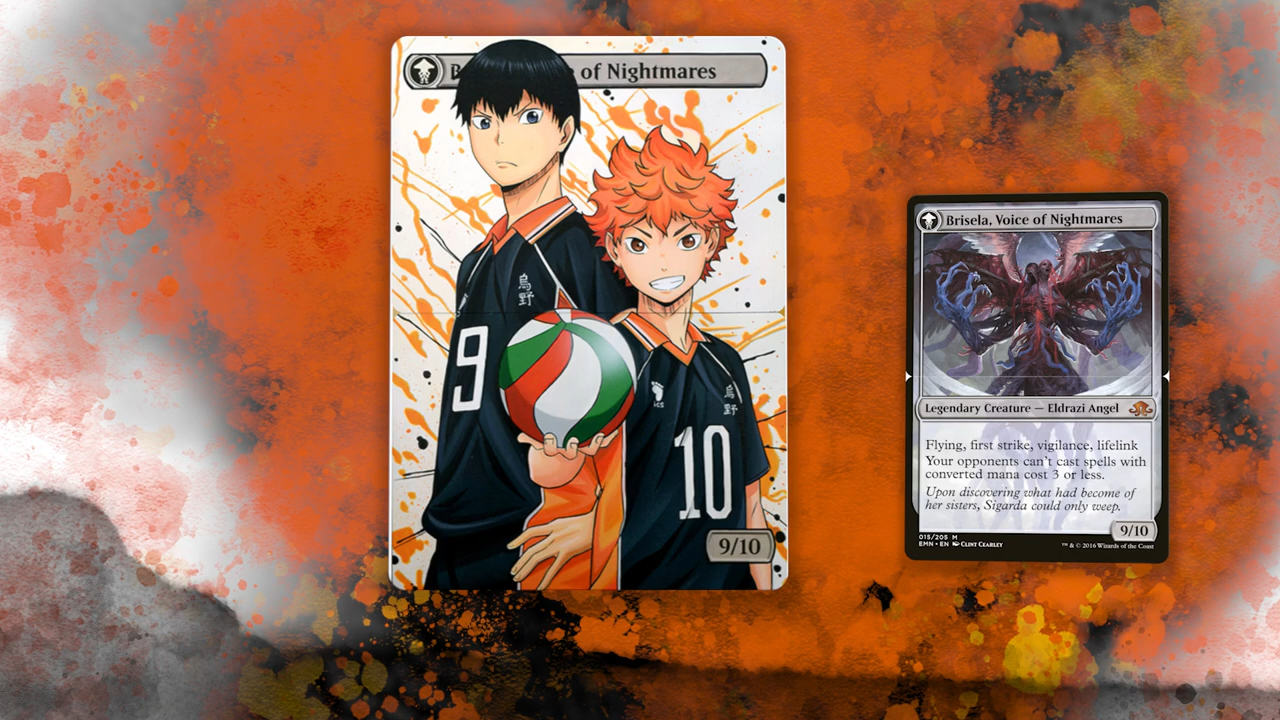 of Nightmares
烏
野
9
烏
野
10
9/10
Brisela, Voice of Nightmares
Legendary Creature — Eldrazi Angel
Flying, first strike, vigilance, lifelink
Your opponents can't cast spells with
converted mana cost 3 or less.
Upon discovering what had become of
her sisters, Sigarda could only weep.
9/10
015/205 M
EMN • EN CLINT CEARLEY
™ & © 2016 Wizards of the Coast